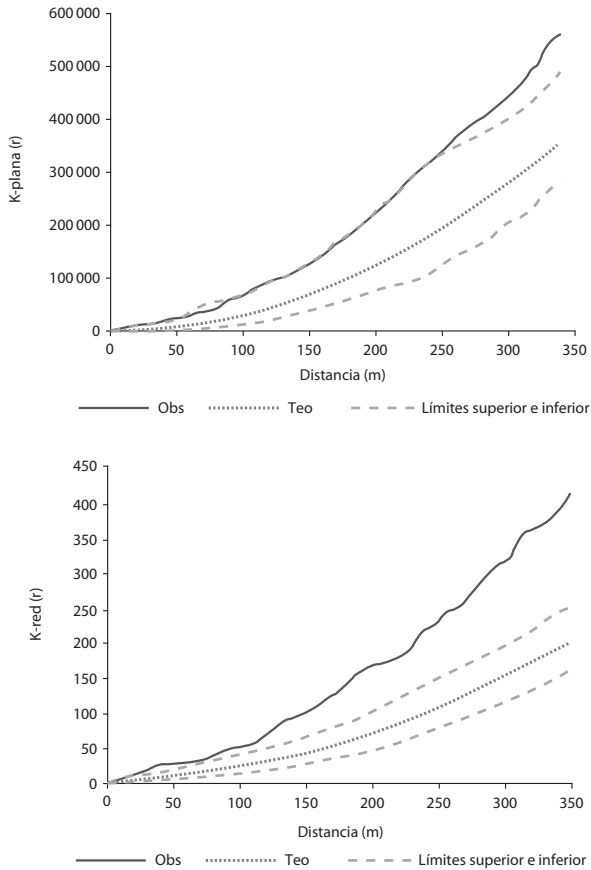 600 000
500 000
400 000
300 000
200 000
100 000
0
K-plana (r)
0 50 100 150 200 250 300 350
Distancia (m)
Obs Teo Límites superior e inferior
450
400
350
300
250
200
150
100
50
0
K-red (r)
0 50 100 150 200 250 300 350
Distancia (m)
Obs Teo Límites superior e inferior